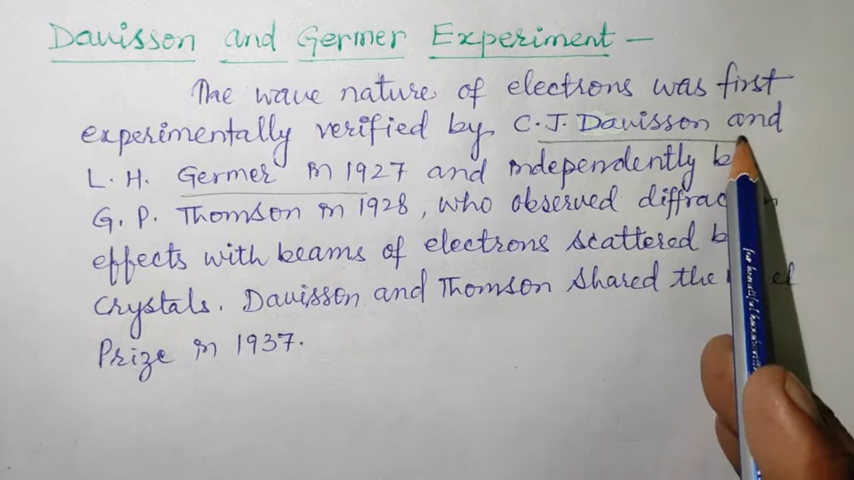 Davisson and Germer Experiment —
The wave nature of electrons was first
experimentally verified by C. J. Davisson and
L. H. Germer in 1927 and independently
G. P. Thomson in 1928, who observed
effects with beams of electrons scattered
crystals. Davisson and Thomson shared the
Prize in 1937.